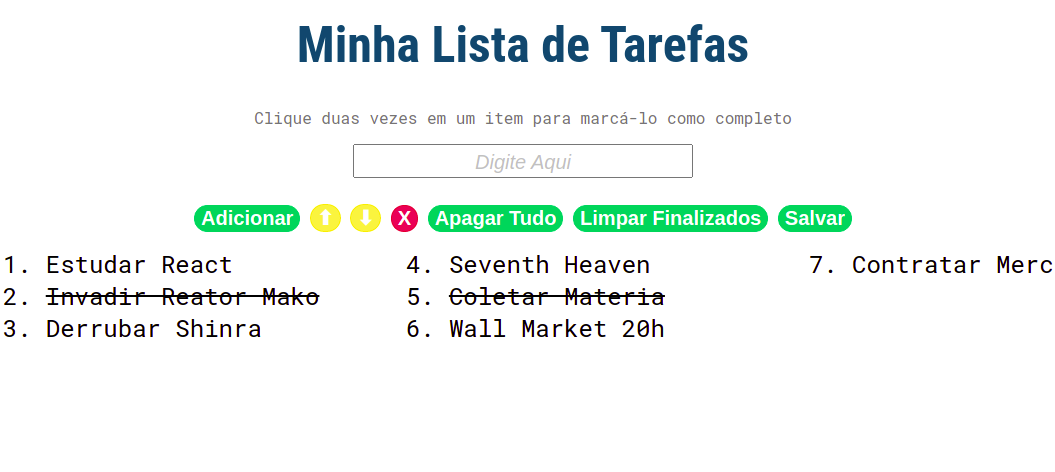 Minha Lista de Tarefas
Clique duas vezes em um item para marcá-lo como completo
Digite Aqui
Adicionar ⬆ ⬇ X Apagar Tudo Limpar Finalizados Salvar
1. Estudar React
2. Invadir Reator Mako
3. Derrubar Shinra
4. Seventh Heaven
5. Coletar Materia
6. Wall Market 20h
7. Contratar Merc